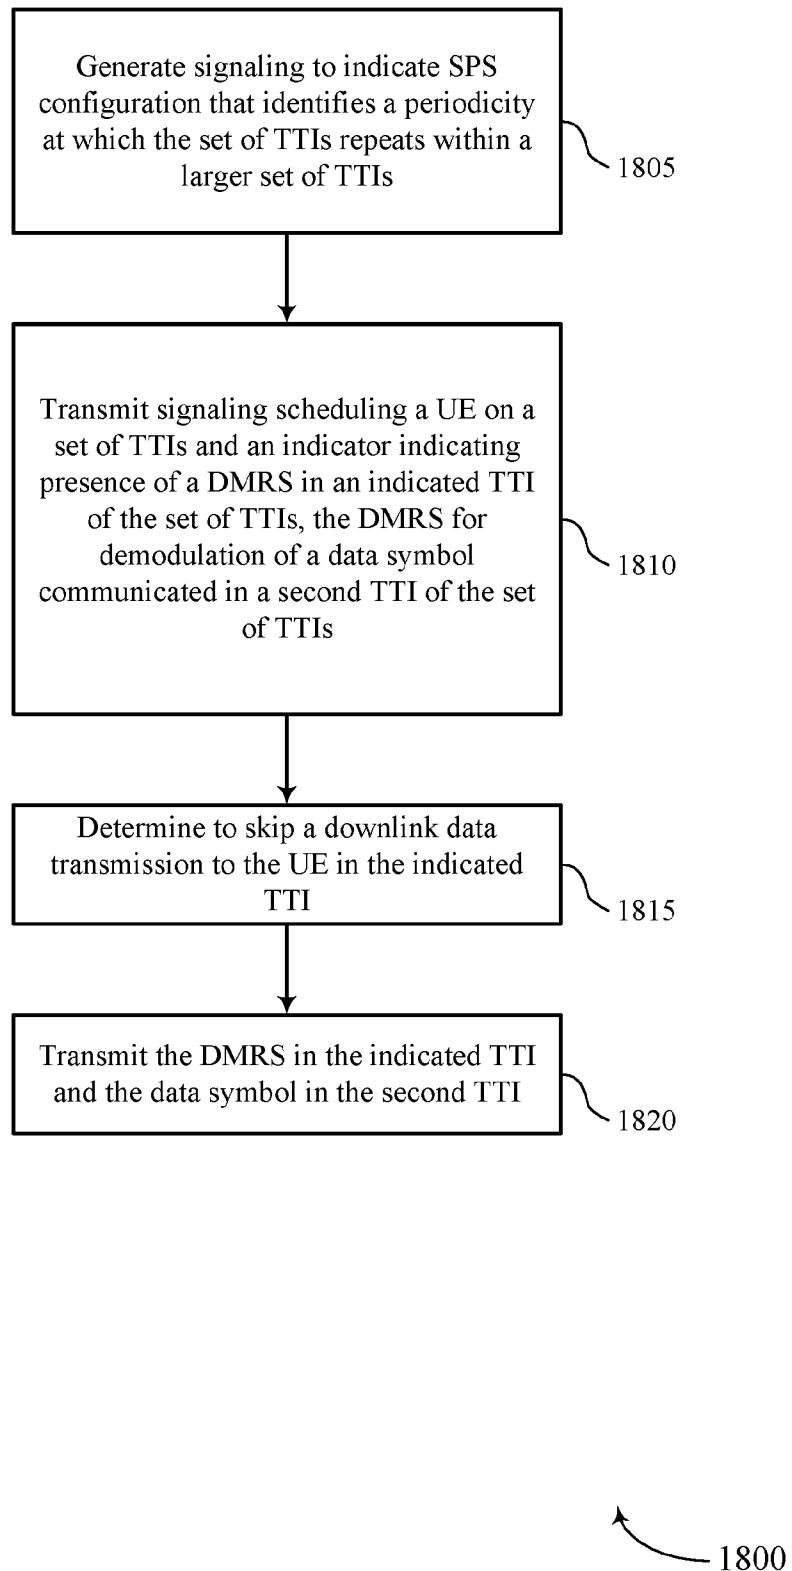 Generate signaling to indicate SPS
configuration that identifies a periodicity
at which the set of TTIs repeats within a
larger set of TTIs
1805
Transmit signaling scheduling a UE on a
set of TTIs and an indicator indicating
presence of a DMRS in an indicated TTI
of the set of TTIs, the DMRS for
demodulation of a data symbol
communicated in a second TTI of the set
of TTIs
1810
Determine to skip a downlink data
transmission to the UE in the indicated
TTI
1815
Transmit the DMRS in the indicated TTI
and the data symbol in the second TTI
1820
1800